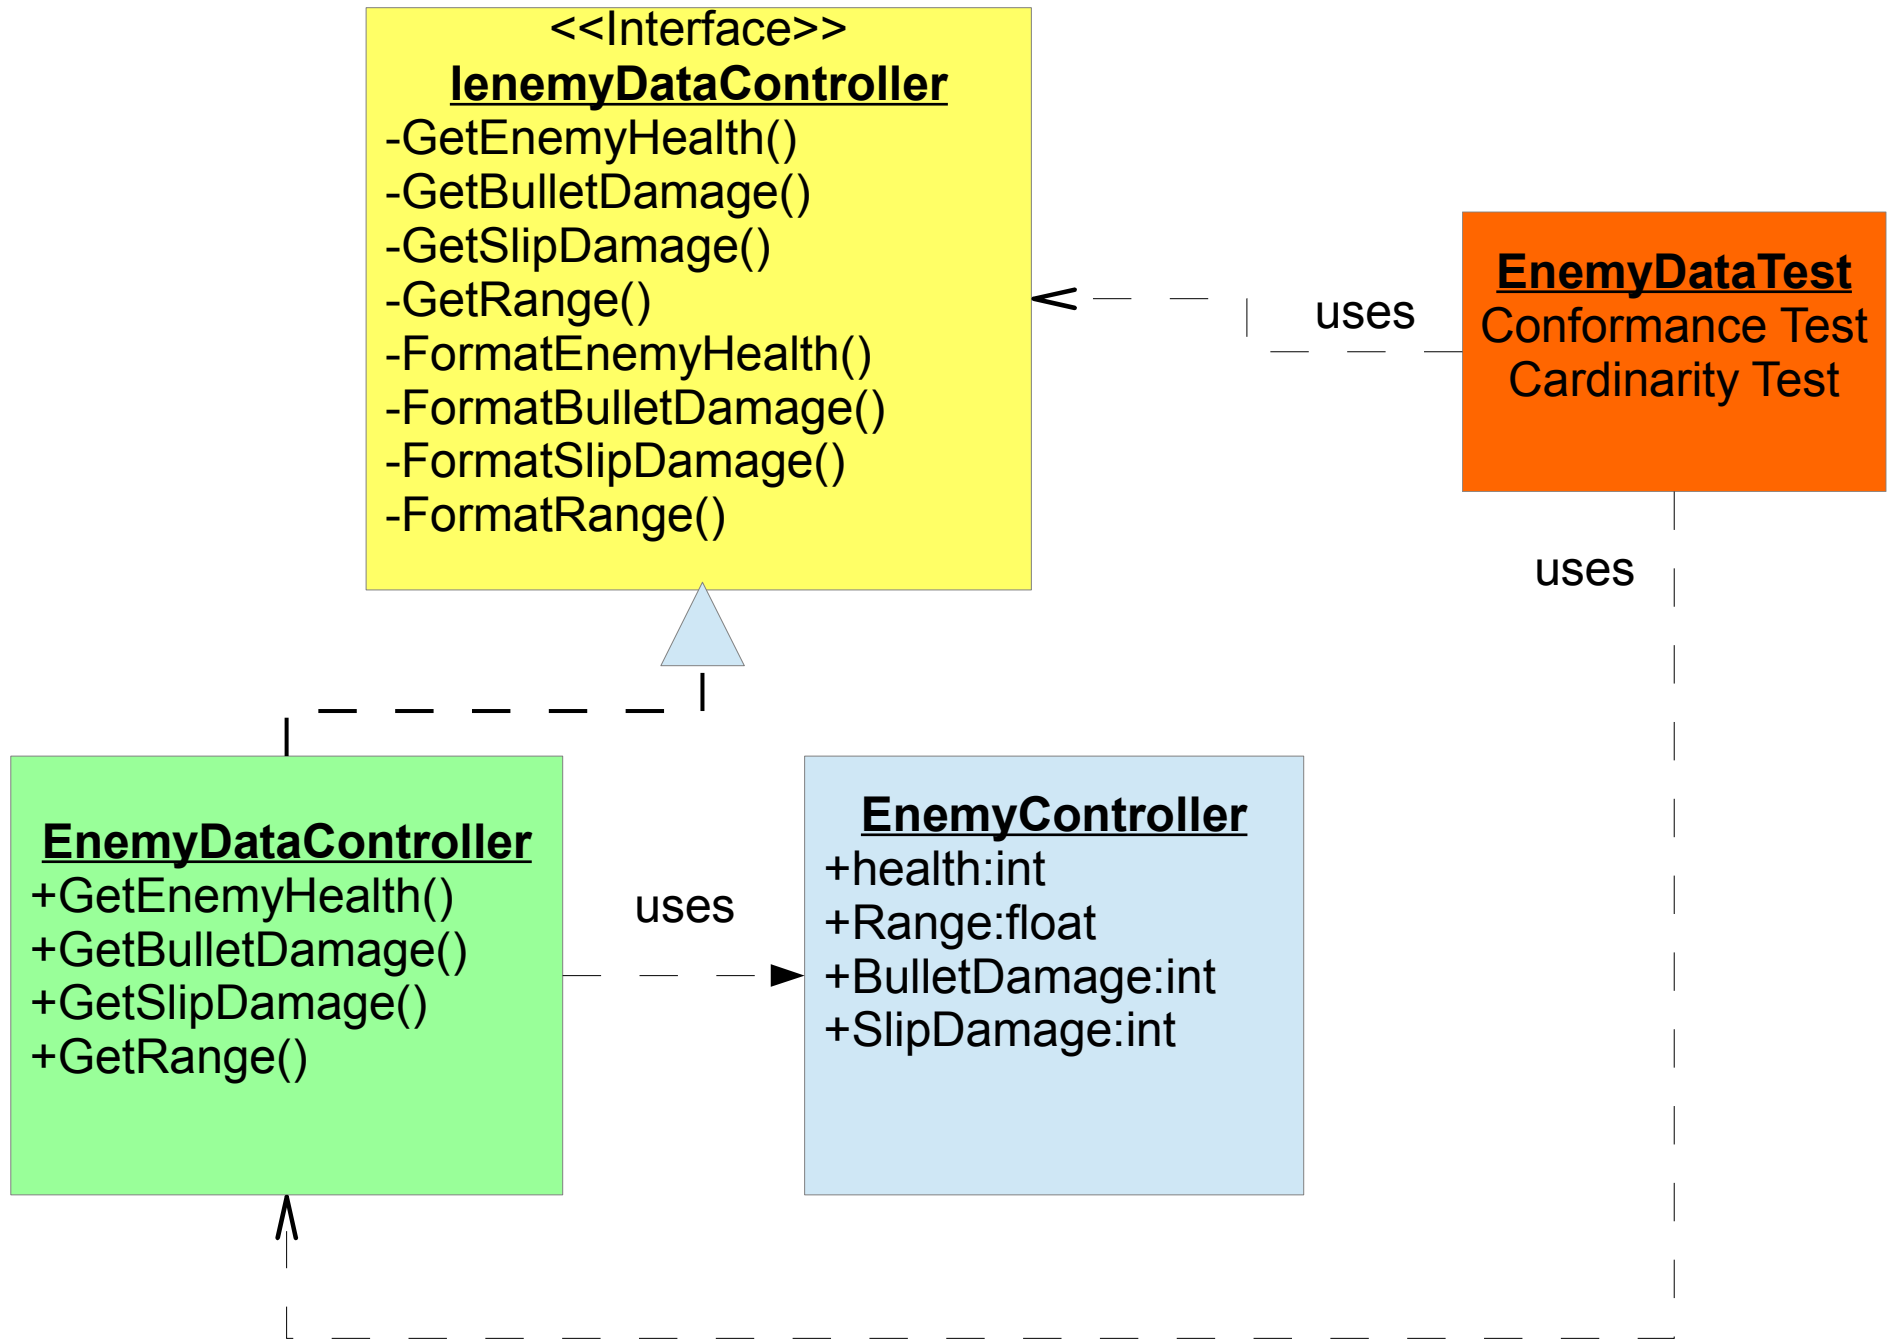 <<Interface>>
IenemyDataController
-GetEnemyHealth()
-GetBulletDamage()
-GetSlipDamage()
-GetRange()
-FormatEnemyHealth()
-FormatBulletDamage()
-FormatSlipDamage()
-FormatRange()
uses
EnemyDataTest
Conformance Test
Cardinarity Test
uses
EnemyDataController
+GetEnemyHealth()
+GetBulletDamage()
+GetSlipDamage()
+GetRange()
uses
EnemyController
+health:int
+Range:float
+BulletDamage:int
+SlipDamage:int